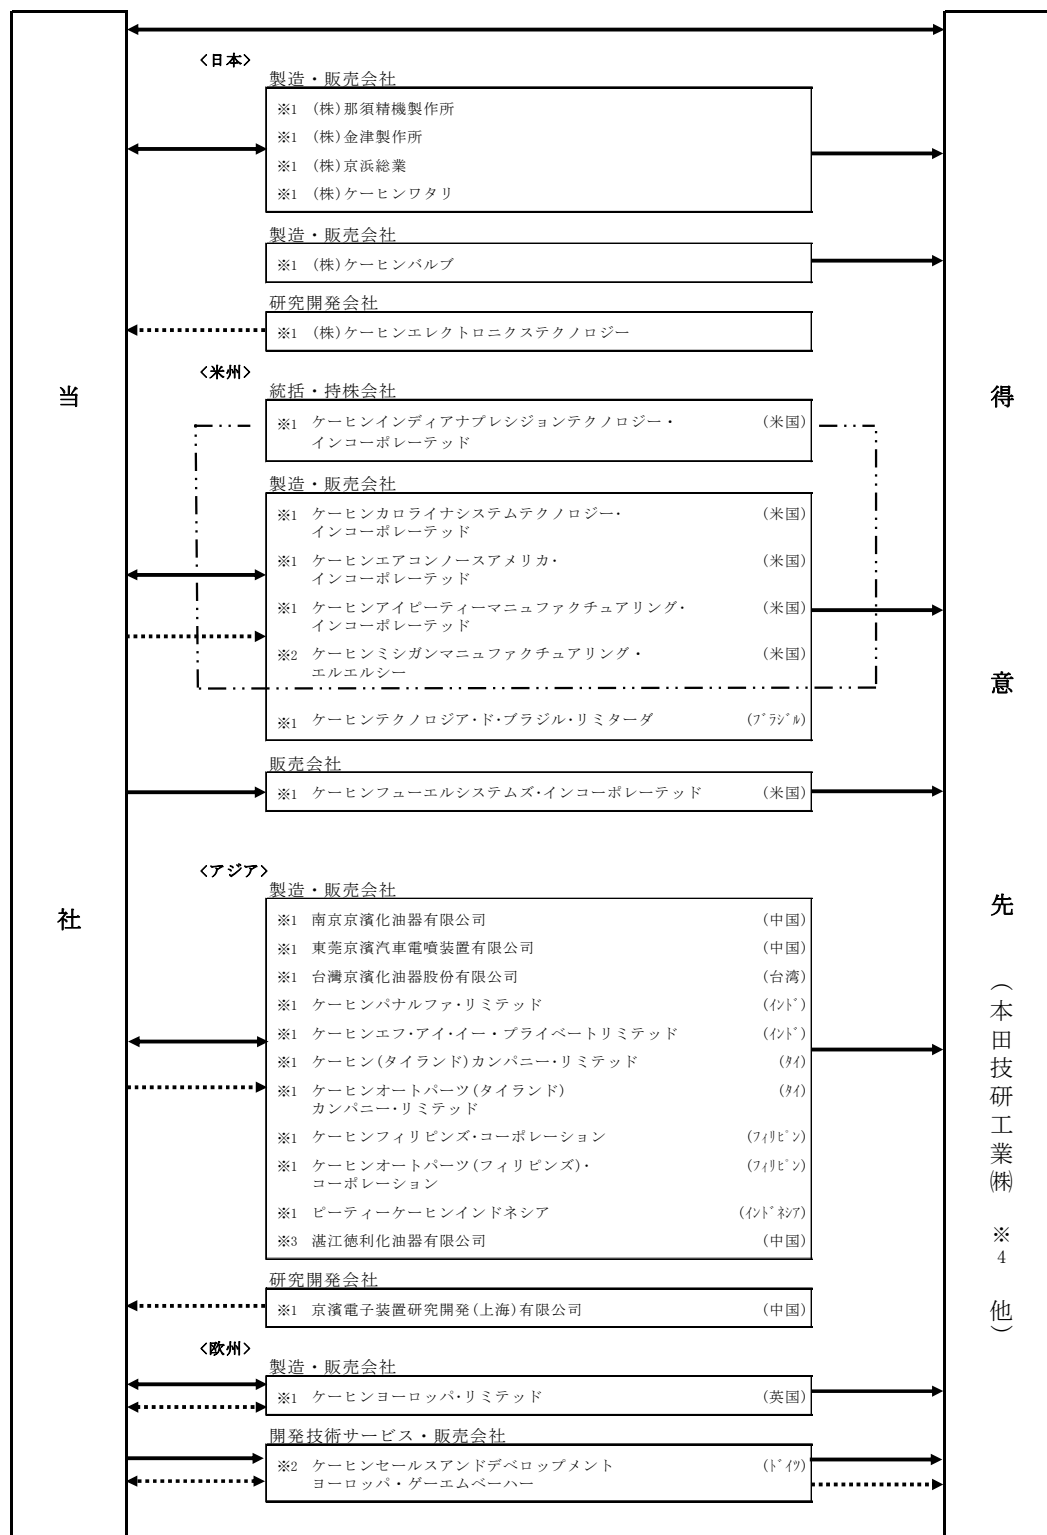 当社
得意先(本田技研工業㈱ ※4 他)
<日本>
製造・販売会社
※1 (株)那須精機製作所
※1 (株)金津製作所
※1 (株)京浜総業
※1 (株)ケーヒンワタリ
製造・販売会社
※1 (株)ケーヒンバルブ
研究開発会社
※1 (株)ケーヒンエレクトロニクステクノロジー
<米州>
統括・持株会社
※1 ケーヒンインディアナプレシジョンテクノロジー・ (米国)
インコーポレーテッド
製造・販売会社
※1 ケーヒンカロライナシステムテクノロジー・ (米国)
インコーポレーテッド
※1 ケーヒンエアコンノースアメリカ・ (米国)
インコーポレーテッド
※1 ケーヒンアイピーティーマニュファクチュアリング・ (米国)
インコーポレーテッド
※2 ケーヒンミシガンマニュファクチュアリング・ (米国)
エルエルシー
※1 ケーヒンテクノロジア・ド・ブラジル・リミターダ (ﾌﾞﾗｼﾞﾙ)
販売会社
※1 ケーヒンフューエルシステムズ・インコーポレーテッド (米国)
<アジア>
製造・販売会社
※1 南京京濱化油器有限公司 (中国)
※1 東莞京濱汽車電噴装置有限公司 (中国)
※1 台灣京濱化油器股份有限公司 (台湾)
※1 ケーヒンパナルファ・リミテッド (ｲﾝﾄﾞ)
※1 ケーヒンエフ・アイ・イー・プライベートリミテッド (ｲﾝﾄﾞ)
※1 ケーヒン(タイランド)カンパニー・リミテッド (ﾀｲ)
※1 ケーヒンオートパーツ(タイランド) (ﾀｲ)
カンパニー・リミテッド
※1 ケーヒンフィリピンズ・コーポレーション (ﾌｨﾘﾋﾟﾝ)
※1 ケーヒンオートパーツ(フィリピンズ)・ (ﾌｨﾘﾋﾟﾝ)
コーポレーション
※1 ピーティーケーヒンインドネシア (ｲﾝﾄﾞﾈｼｱ)
※3 湛江徳利化油器有限公司 (中国)
研究開発会社
※1 京濱電子装置研究開発(上海)有限公司 (中国)
<欧州>
製造・販売会社
※1 ケーヒンヨーロッパ・リミテッド (英国)
開発技術サービス・販売会社
※2 ケーヒンセールスアンドデベロップメント (ﾄﾞｲﾂ)
ヨーロッパ・ゲーエムベーハー